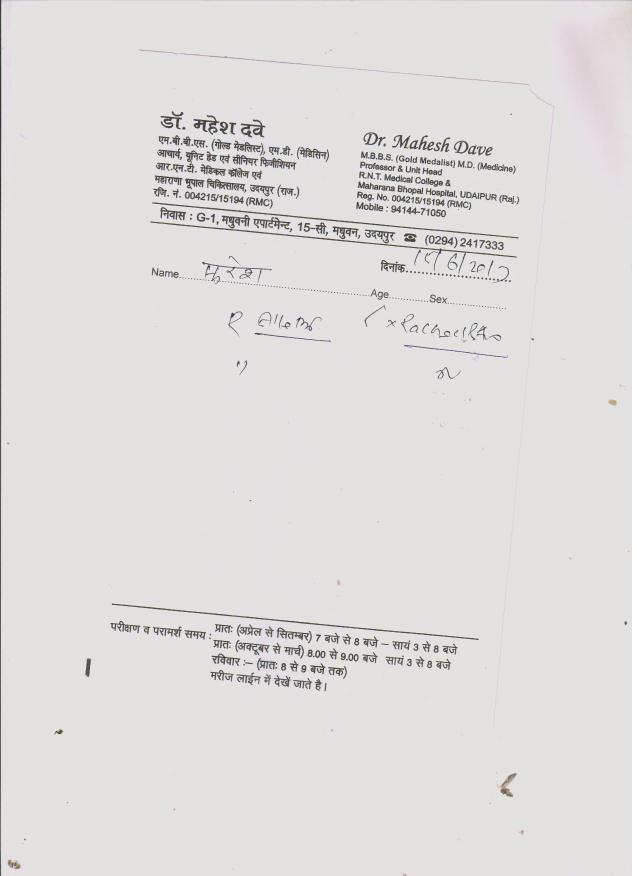 डॉ. महेश दवे
एम.बी.बी.एस. (गोल्ड मेडलिस्ट), एम.डी. (मेडिसिन)
आचार्य, यूनिट हेड एवं सीनियर फिजीशियन
आर.एन.टी. मेडिकल कॉलेज एवं
महाराणा भूपाल चिकित्सालय, उदयपुर (राज.)
रजि. नं. 004215/15194 (RMC)
Dr. Mahesh Dave
M.B.B.S. (Gold Medalist) M.D. (Medicine)
Professor & Unit Head
R.N.T. Medical College &
Maharana Bhopal Hospital, UDAIPUR (Raj.)
Reg. No. 004215/15194 (RMC)
Mobile : 94144-71050
निवास : G-1, मधुवनी एपार्टमेन्ट, 15-सी, मधुवन, उदयपुर ☎ (0294) 2417333
दिनांक
Name
Age Sex
परीक्षण व परामर्श समय : प्रातः (अप्रेल से सितम्बर) 7 बजे से 8 बजे – सायं 3 से 8 बजे
प्रातः (अक्टूबर से मार्च) 8.00 से 9.00 बजे सायं 3 से 8 बजे
रविवार :– (प्रातः 8 से 9 बजे तक)
मरीज लाईन में देखें जाते है।